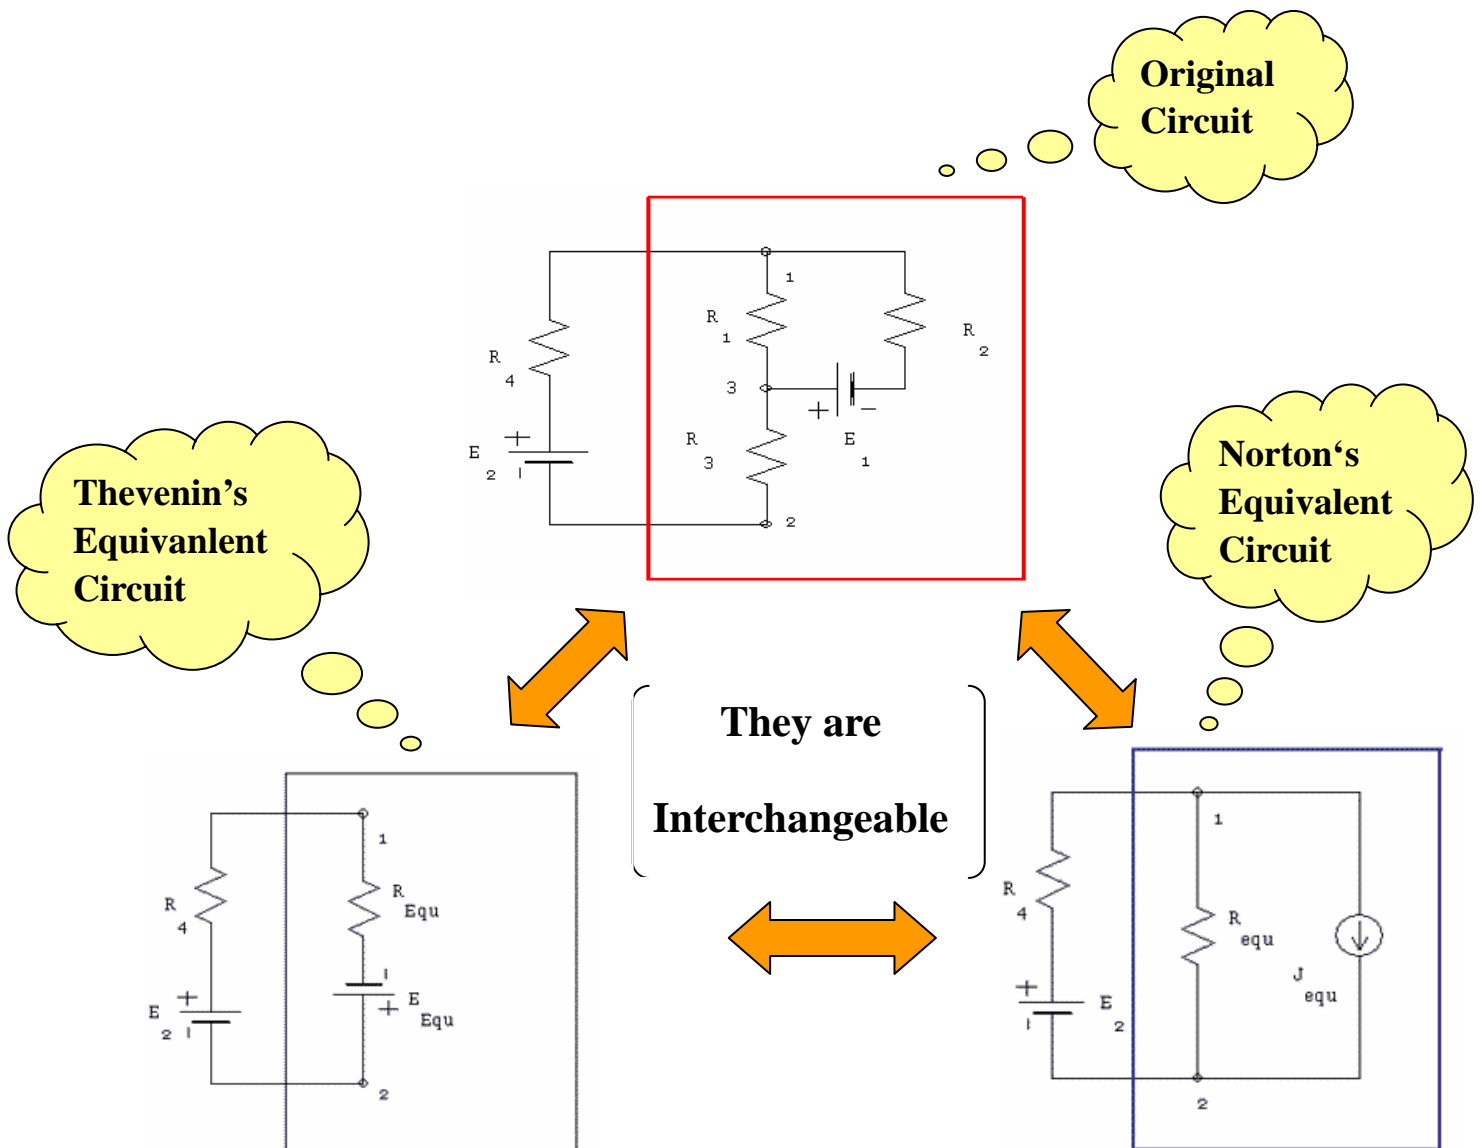 Original
Circuit
1
R
1
R
2
R
4
3
+
−
R
3
E
1
+
E
2
2
Thevenin’s
Equivanlent
Circuit
Norton‘s
Equivalent
Circuit
They are
Interchangeable
1
R
4
R
Equ
+
E
2
E
Equ
+
2
1
R
4
R
equ
J
equ
+
E
2
2